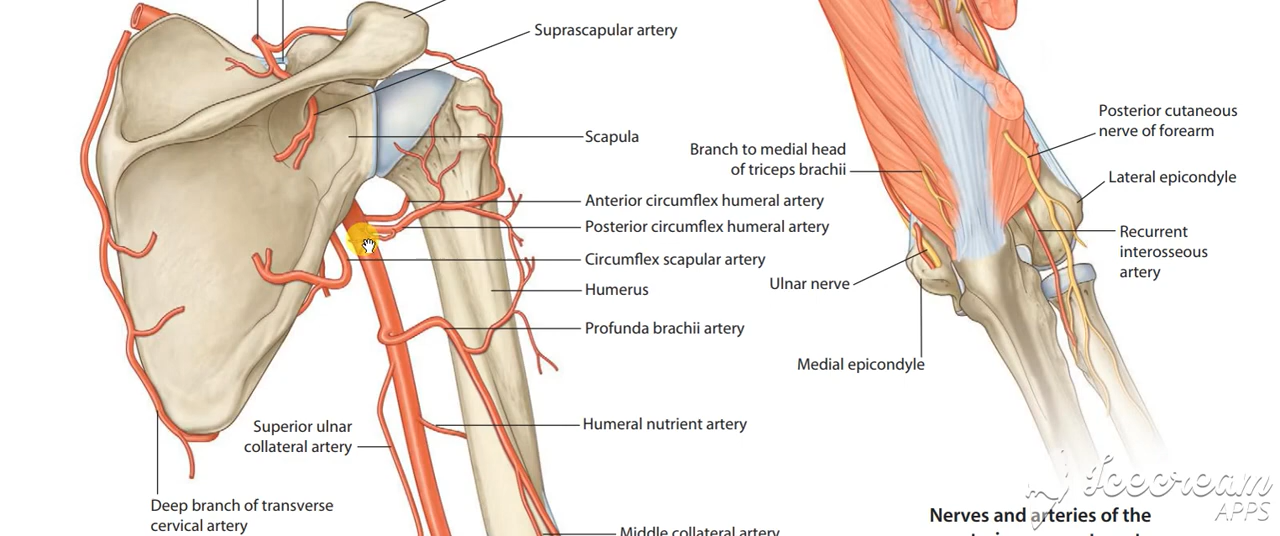 Suprascapular artery
Scapula
Anterior circumflex humeral artery
Posterior circumflex humeral artery
Circumflex scapular artery
Humerus
Profunda brachii artery
Superior ulnar
collateral artery
Humeral nutrient artery
Deep branch of transverse
cervical artery
Middle collateral artery
Branch to medial head
of triceps brachii
Posterior cutaneous
nerve of forearm
Lateral epicondyle
Recurrent
interosseous
artery
Ulnar nerve
Medial epicondyle
Nerves and arteries of the
Icecream
APPS